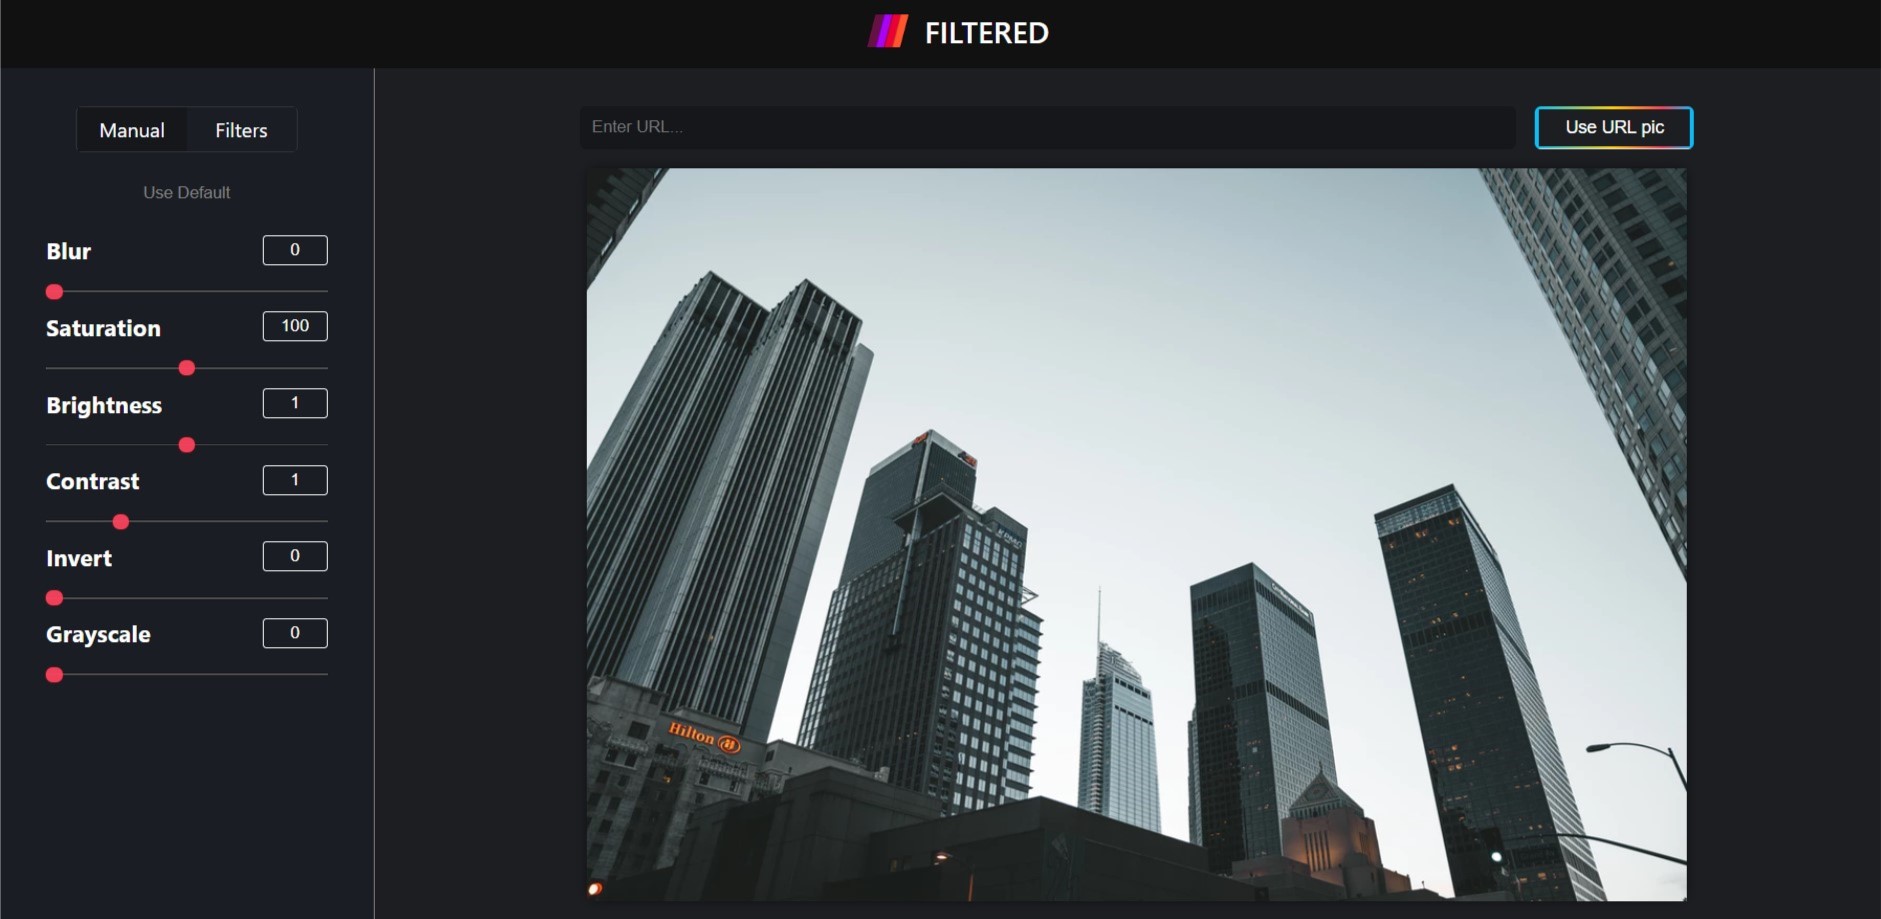 FILTERED
Manual Filters
Use Default
Blur 0
Saturation 100
Brightness 1
Contrast 1
Invert 0
Grayscale 0
Enter URL...
Use URL pic
KPMG
Hilton